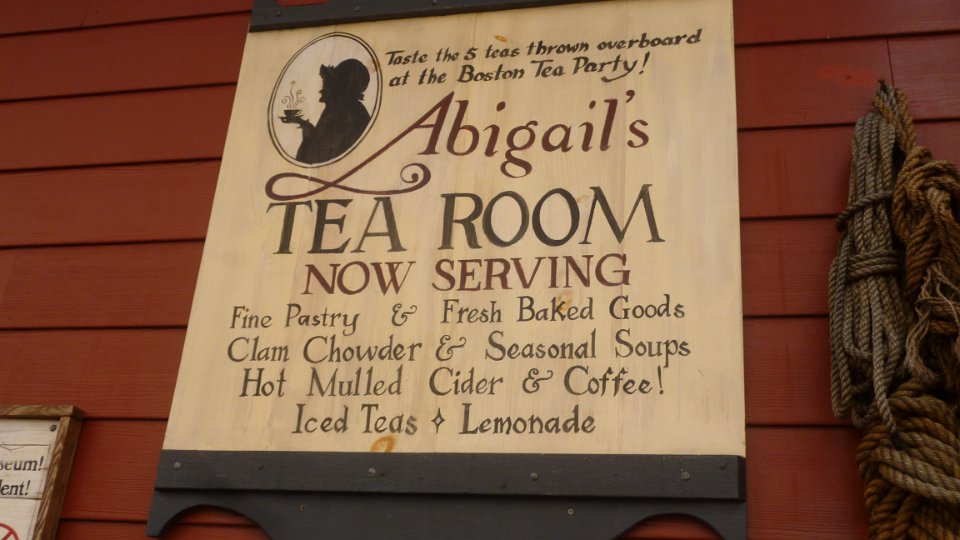 Taste the 5 teas thrown overboard
at the Boston Tea Party!
Abigail's
TEA ROOM
NOW SERVING
Fine Pastry & Fresh Baked Goods
Clam Chowder & Seasonal Soups
Hot Mulled Cider & Coffee!
Iced Teas ⋄ Lemonade